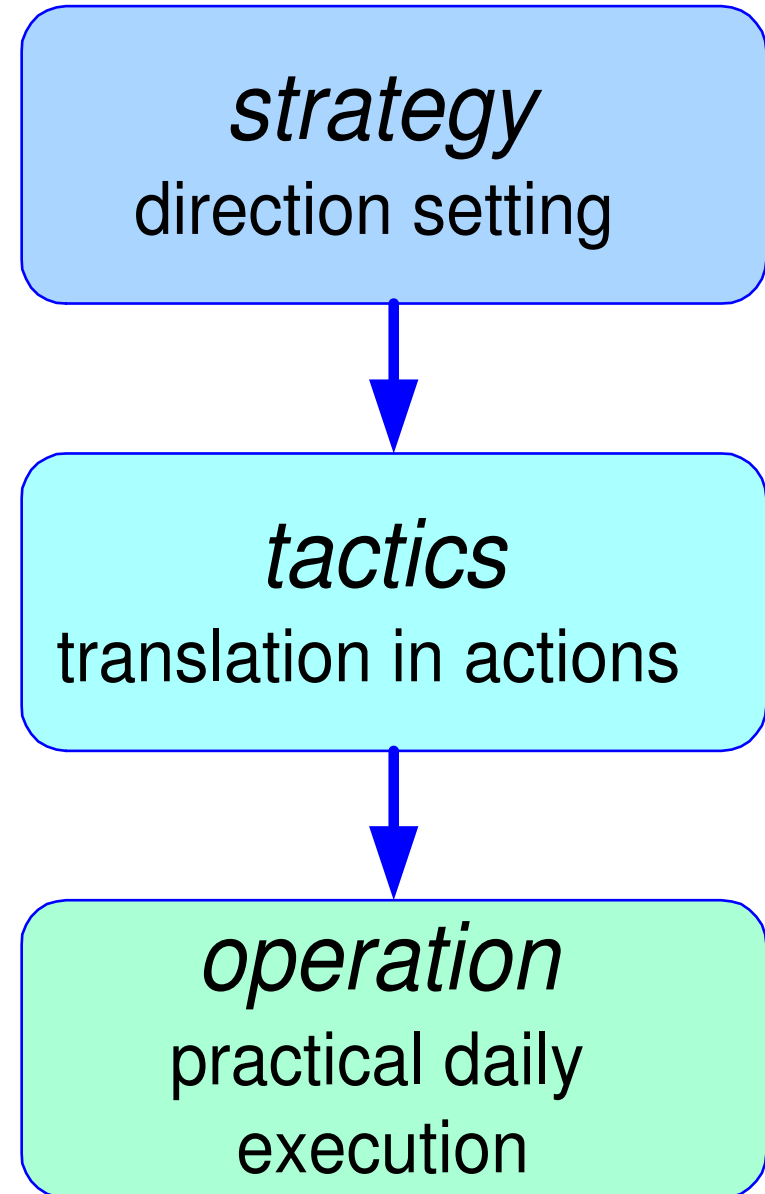 strategy
direction setting
tactics
translation in actions
operation
practical daily
execution